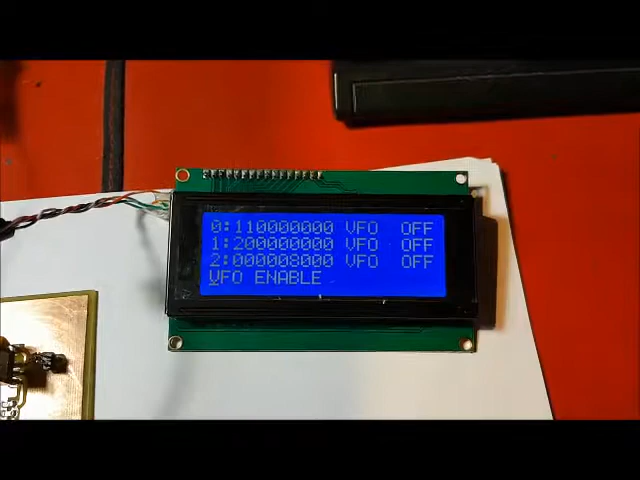 0:110000000 VFO OFF
1:200000000 VFO OFF
2:000008000 VFO OFF
VFO ENABLE